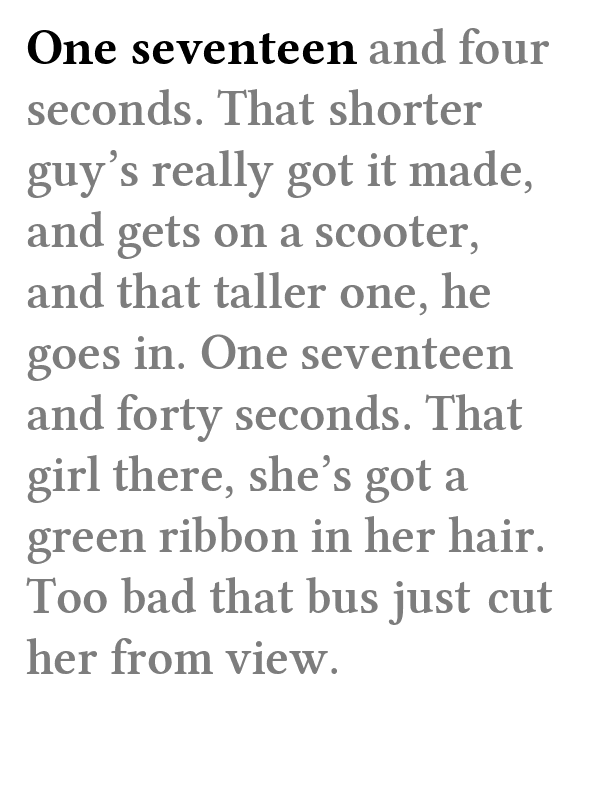 One seventeen and four
seconds. That shorter
guy’s really got it made,
and gets on a scooter,
and that taller one, he
goes in. One seventeen
and forty seconds. That
girl there, she’s got a
green ribbon in her hair.
Too bad that bus just cut
her from view.